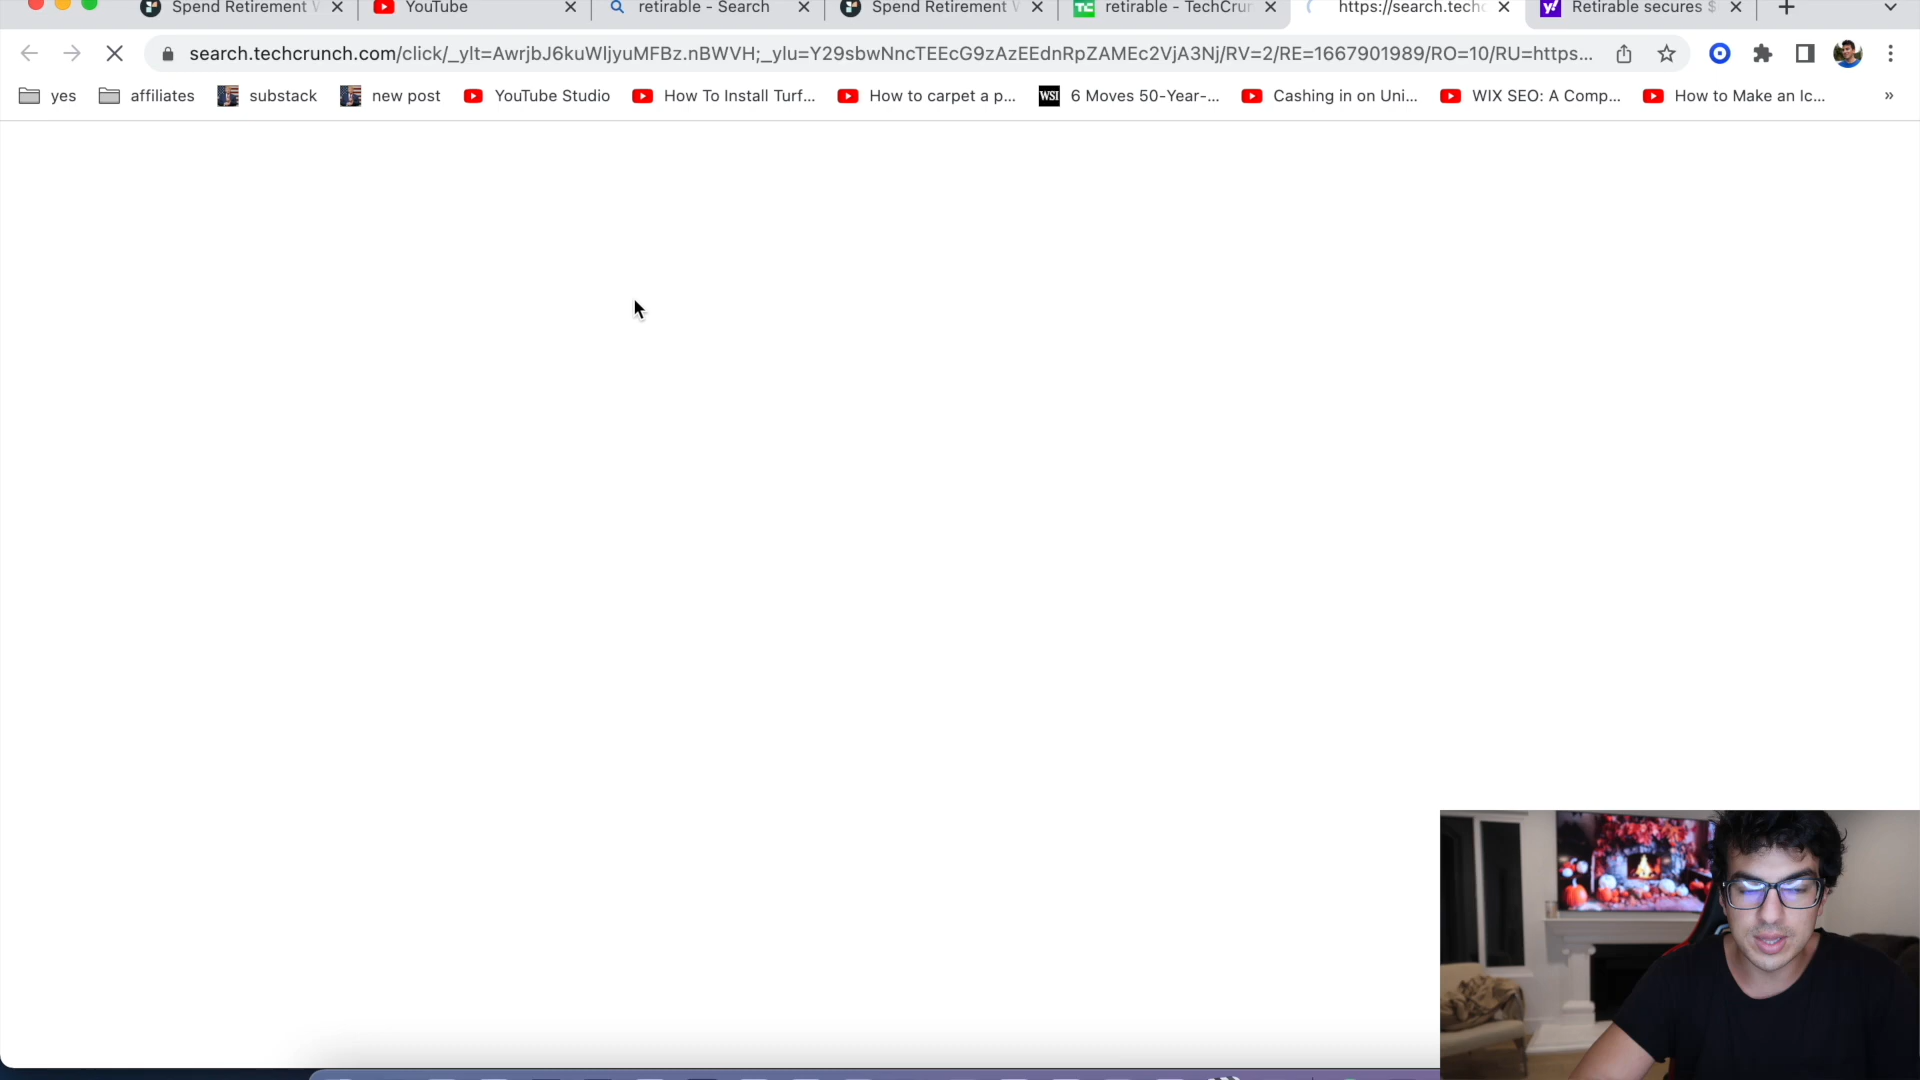 Spend Retirement
YouTube
retirable - Search
Spend Retirement
TC
retirable - TechCrun
https://search.techc
y!
Retirable secures $
search.techcrunch.com/click/_ylt=AwrjbJ6kuWljyuMFBz.nBWVH;_ylu=Y29sbwNncTEEcG9zAzEEdnRpZAMEc2VjA3Nj/RV=2/RE=1667901989/RO=10/RU=https...
yes
affiliates
substack
new post
YouTube Studio
How To Install Turf...
How to carpet a p...
WSI
6 Moves 50-Year-...
Cashing in on Uni...
WIX SEO: A Comp...
How to Make an Ic...